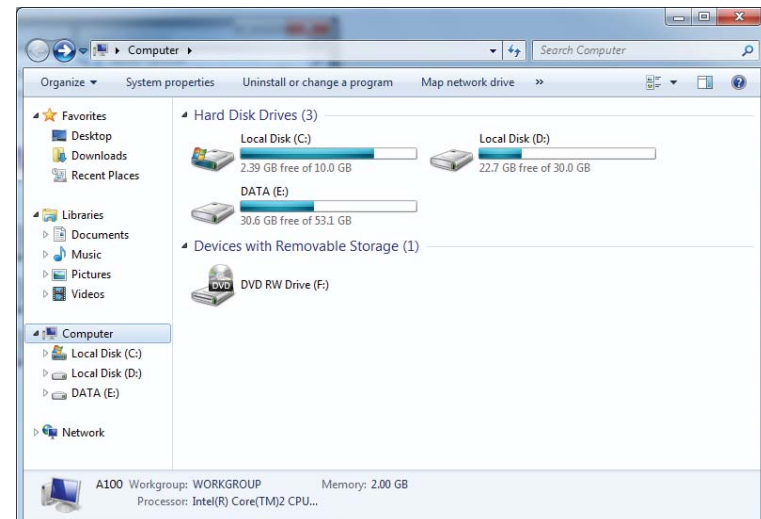 Computer
Search Computer
Organize System properties Uninstall or change a program Map network drive »
Favorites
Desktop
Downloads
Recent Places
Libraries
Documents
Music
Pictures
Videos
Computer
Local Disk (C:)
Local Disk (D:)
DATA (E:)
Network
Hard Disk Drives (3)
Local Disk (C:)
2.39 GB free of 10.0 GB
Local Disk (D:)
22.7 GB free of 30.0 GB
DATA (E:)
30.6 GB free of 53.1 GB
Devices with Removable Storage (1)
DVD
DVD RW Drive (F:)
A100 Workgroup: WORKGROUP Memory: 2.00 GB
Processor: Intel(R) Core(TM)2 CPU...